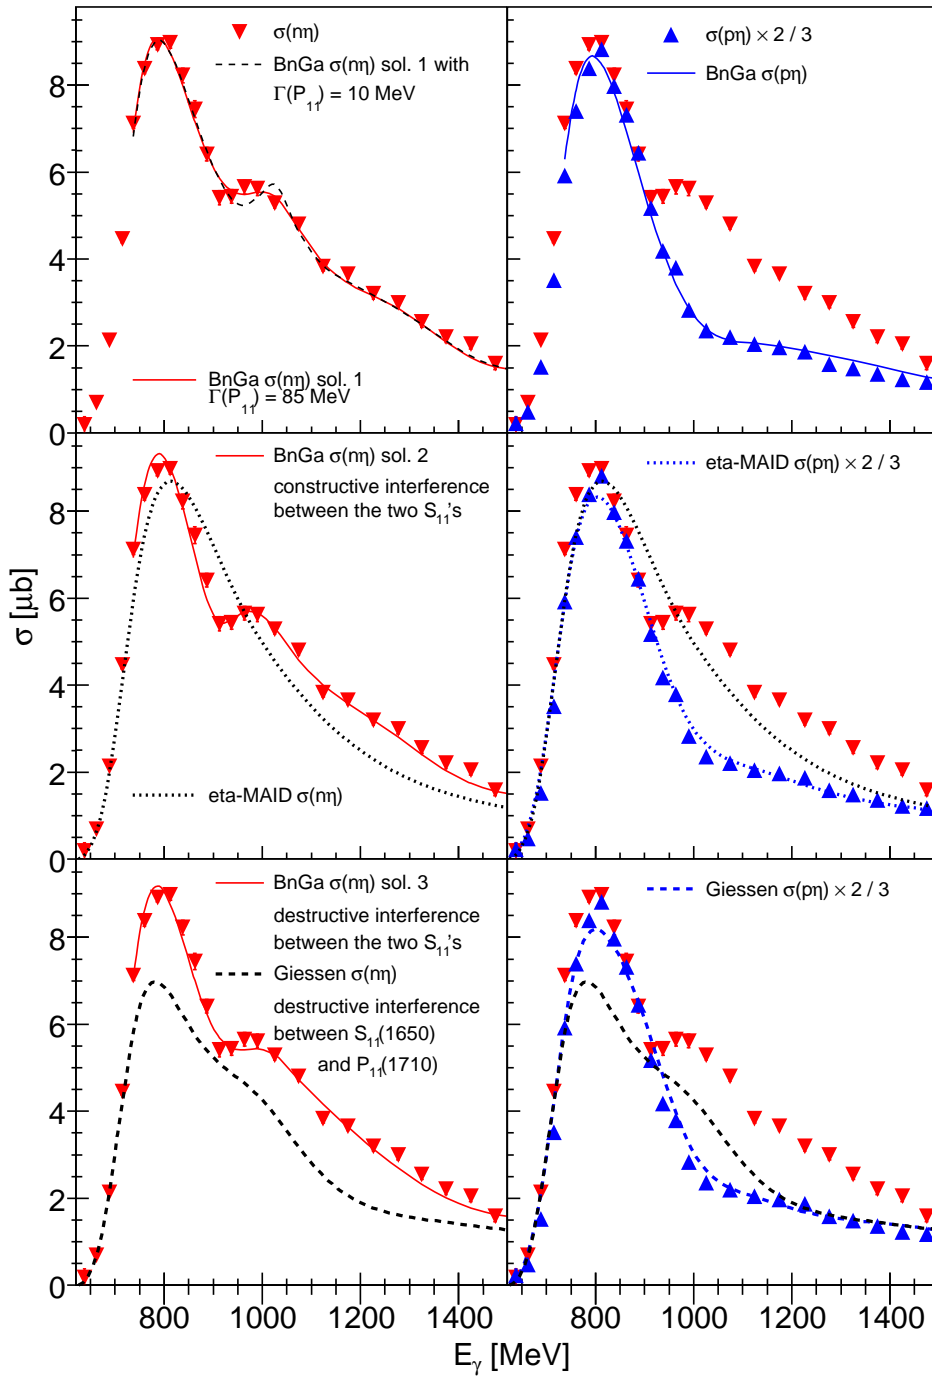 σ(nη)
BnGa σ(nη) sol. 1 with
Γ(P₁₁) = 10 MeV
BnGa σ(nη) sol. 1
Γ(P₁₁) = 85 MeV
8
6
4
2
0
σ(pη) × 2 / 3
BnGa σ(pη)
BnGa σ(nη) sol. 2
constructive interference
between the two S₁₁'s
eta-MAID σ(nη)
8
6
4
2
0
σ [μb]
eta-MAID σ(pη) × 2 / 3
BnGa σ(nη) sol. 3
destructive interference
between the two S₁₁'s
Giessen σ(nη)
destructive interference
between S₁₁(1650)
and P₁₁(1710)
8
6
4
2
0
Giessen σ(pη) × 2 / 3
800 1000 1200 1400 800 1000 1200 1400
E_γ [MeV]